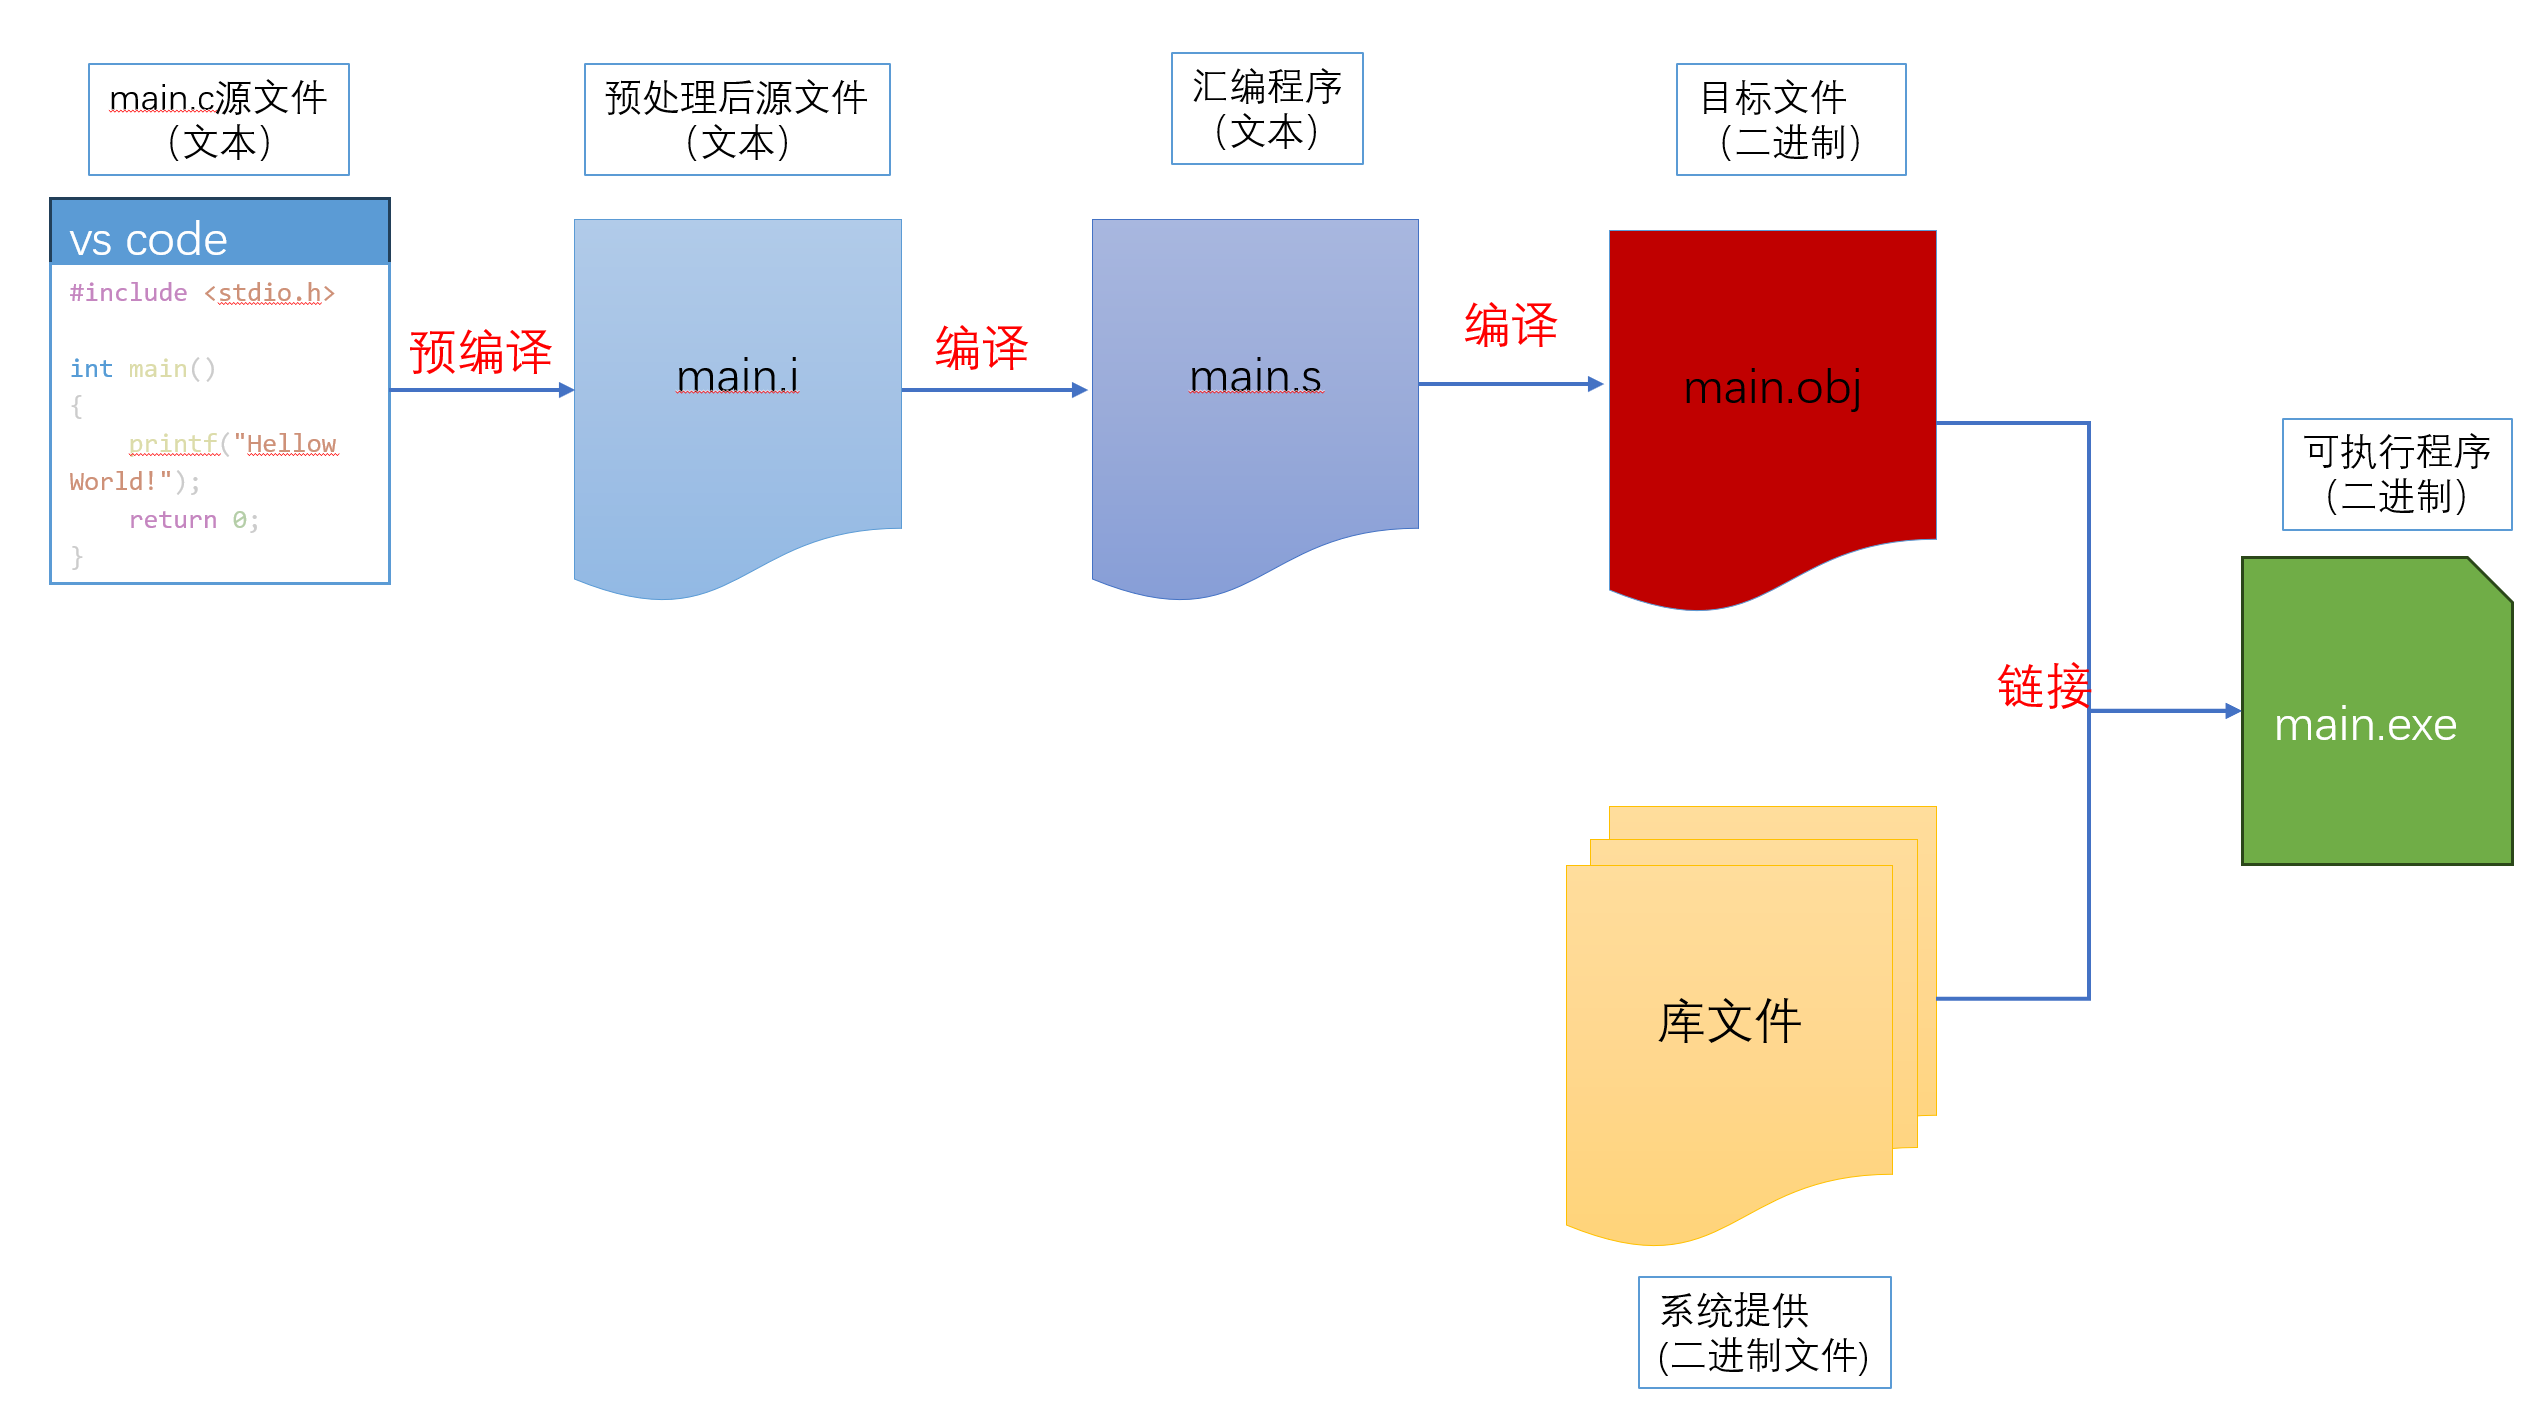 main.c源文件
(文本)
预处理后源文件
(文本)
汇编程序
(文本)
目标文件
(二进制)
vs code
#include <stdio.h>
int main()
{
printf("Hellow
World!");
return 0;
}
预编译
main.i
编译
main.s
编译
main.obj
链接
可执行程序
(二进制)
main.exe
库文件
系统提供
(二进制文件)